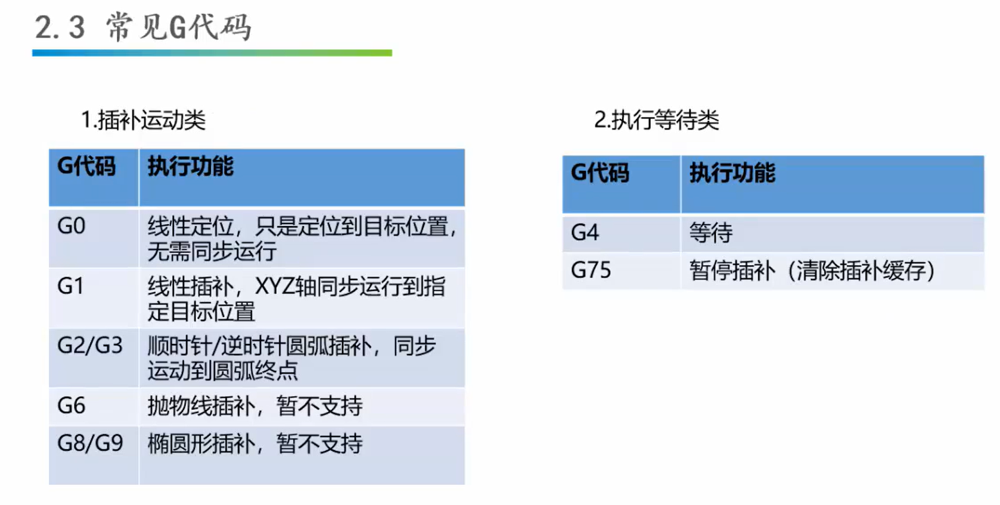 2.3 常见G代码
1.插补运动类
G代码 执行功能
G0 线性定位，只是定位到目标位置，
无需同步运行
G1 线性插补，XYZ轴同步运行到指
定目标位置
G2/G3 顺时针/逆时针圆弧插补，同步
运动到圆弧终点
G6 抛物线插补，暂不支持
G8/G9 椭圆形插补，暂不支持
2.执行等待类
G代码 执行功能
G4 等待
G75 暂停插补（清除插补缓存）